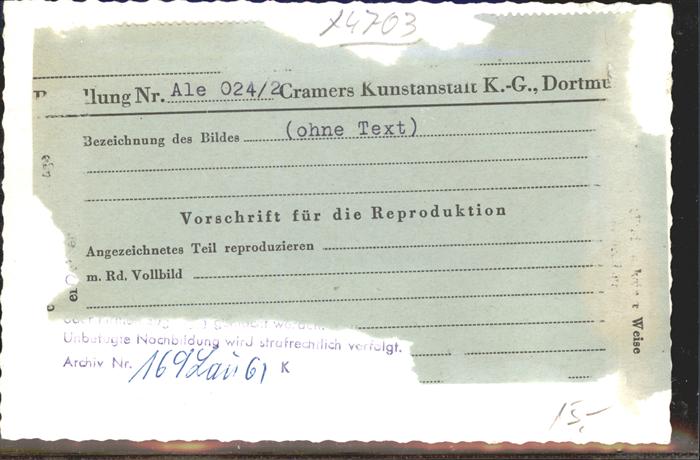 x4703
llung Nr. Ale 024/2 Cramers Kunstanstalt K.-G., Dortmu
Bezeichnung des Bildes (ohne Text)
Vorschrift für die Reproduktion
Angezeichnetes Teil reproduzieren
m. Rd. Vollbild
Weise
Unbefugte Nachbildung wird strafrechtlich verfolgt.
Archiv Nr. 169 Lau 61 K
15,-